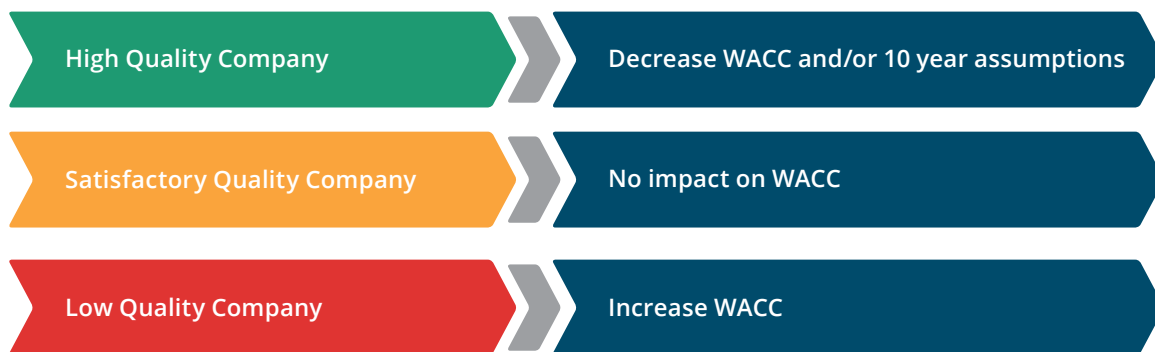 High Quality Company
Decrease WACC and/or 10 year assumptions
Satisfactory Quality Company
No impact on WACC
Low Quality Company
Increase WACC